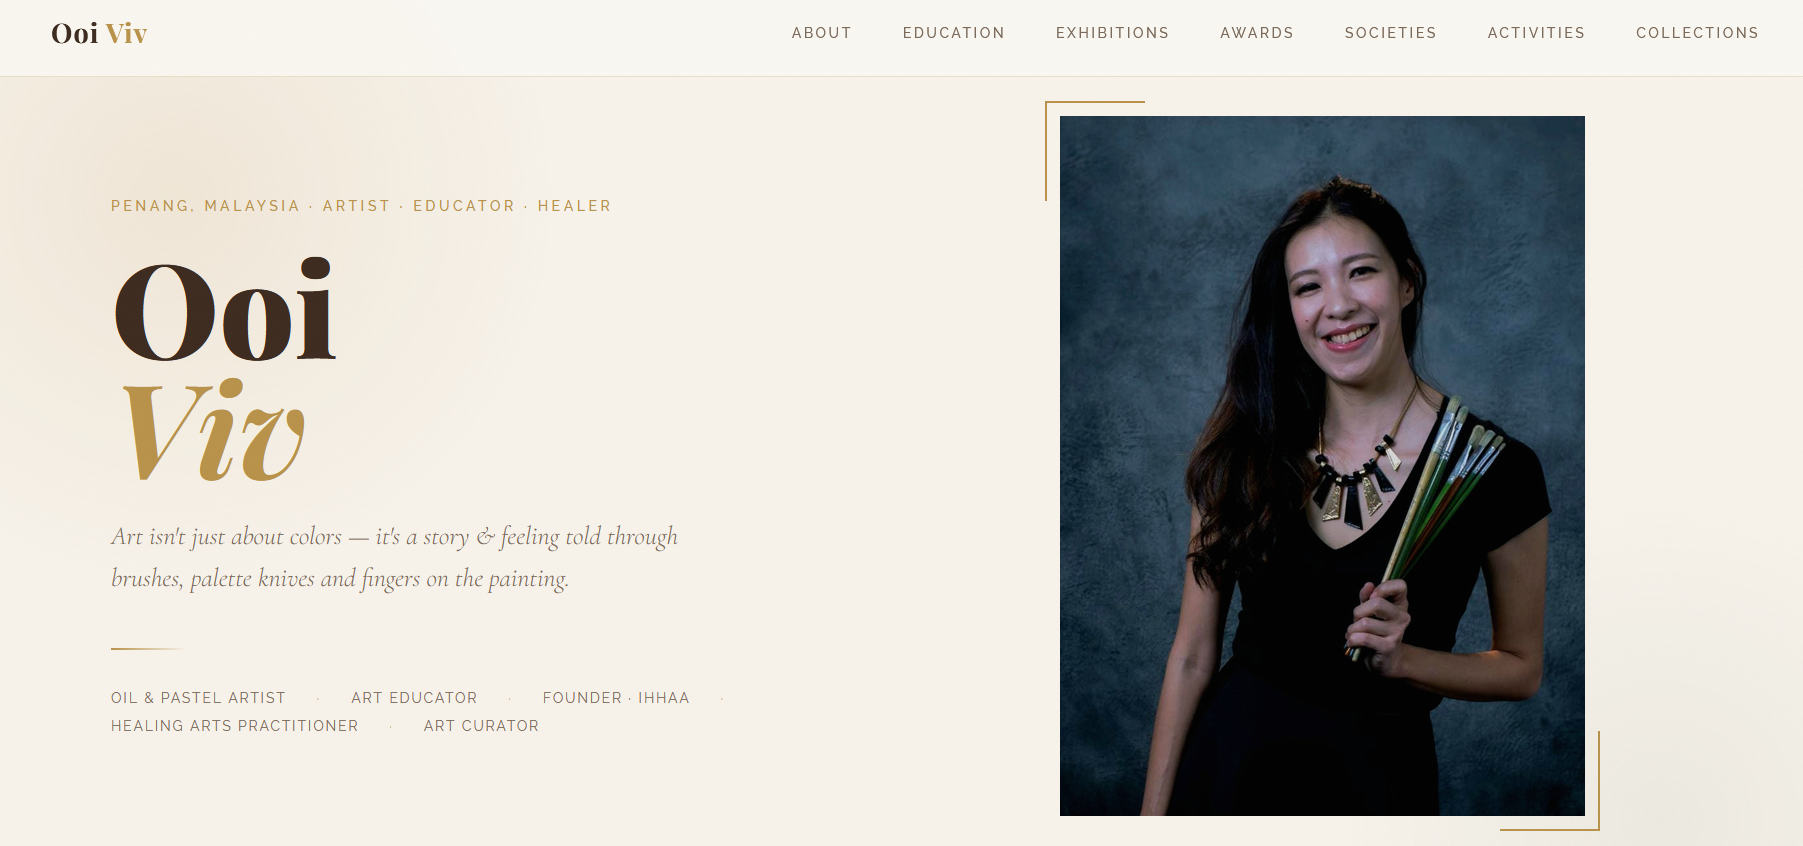 Ooi Viv
ABOUT EDUCATION EXHIBITIONS AWARDS SOCIETIES ACTIVITIES COLLECTIONS
PENANG, MALAYSIA · ARTIST · EDUCATOR · HEALER
Ooi
Viv
Art isn't just about colors — it's a story & feeling told through
brushes, palette knives and fingers on the painting.
OIL & PASTEL ARTIST · ART EDUCATOR · FOUNDER · IHHAA ·
HEALING ARTS PRACTITIONER · ART CURATOR